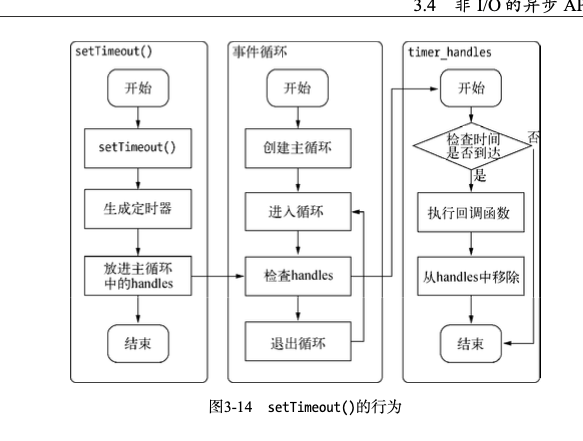 3.4 非 I/O 的异步 AP
setTimeout()
开始
setTimeout()
生成定时器
放进主循环
中的handles
结束
事件循环
开始
创建主循环
进入循环
检查handles
退出循环
timer_handles
开始
检查时间
是否到达
否
是
执行回调函数
从handles中移除
结束
图3-14 setTimeout()的行为